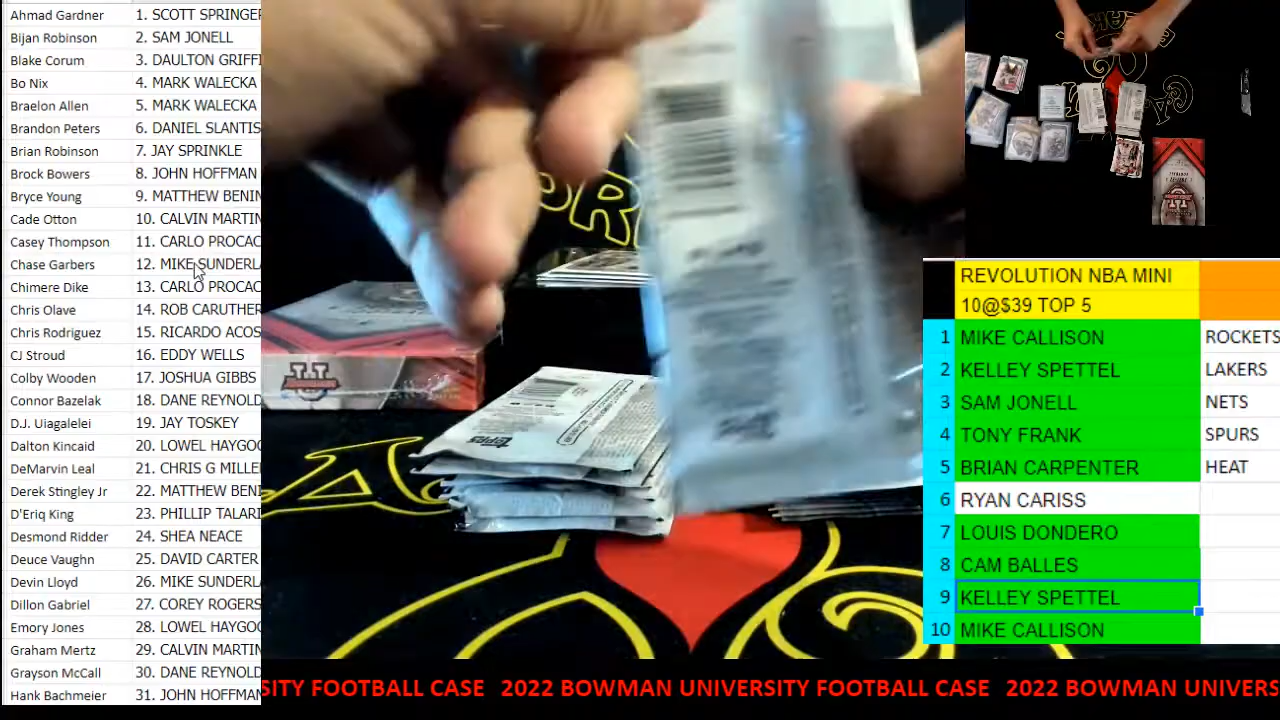 Ahmad Gardner 1. SCOTT SPRINGER
Bijan Robinson 2. SAM JONELL
Blake Corum 3. DAULTON GRIFFI
Bo Nix 4. MARK WALECKA
Braelon Allen 5. MARK WALECKA
Brandon Peters 6. DANIEL SLANTIS
Brian Robinson 7. JAY SPRINKLE
Brock Bowers 8. JOHN HOFFMAN
Bryce Young 9. MATTHEW BENIN
Cade Otton 10. CALVIN MARTIN
Casey Thompson 11. CARLO PROCAC
Chase Garbers 12. MIKE SUNDERLA
Chimere Dike 13. CARLO PROCAC
Chris Olave 14. ROB CARUTHER
Chris Rodriguez 15. RICARDO ACOS
CJ Stroud 16. EDDY WELLS
Colby Wooden 17. JOSHUA GIBBS
Connor Bazelak 18. DANE REYNOLD
D.J. Uiagalelei 19. JAY TOSKEY
Dalton Kincaid 20. LOWEL HAYGOO
DeMarvin Leal 21. CHRIS G MILLE
Derek Stingley Jr 22. MATTHEW BENI
D'Eriq King 23. PHILLIP TALARI
Desmond Ridder 24. SHEA NEACE
Deuce Vaughn 25. DAVID CARTER
Devin Lloyd 26. MIKE SUNDERLA
Dillon Gabriel 27. COREY ROGERS
Emory Jones 28. LOWEL HAYGOO
Graham Mertz 29. CALVIN MARTIN
Grayson McCall 30. DANE REYNOLD
Hank Bachmeier 31. JOHN HOFFMAN
topps
REVOLUTION NBA MINI
10@$39 TOP 5
1 MIKE CALLISON ROCKETS
2 KELLEY SPETTEL LAKERS
3 SAM JONELL NETS
4 TONY FRANK SPURS
5 BRIAN CARPENTER HEAT
6 RYAN CARISS
7 LOUIS DONDERO
8 CAM BALLES
9 KELLEY SPETTEL
10 MIKE CALLISON
SITY FOOTBALL CASE 2022 BOWMAN UNIVERSITY FOOTBALL CASE 2022 BOWMAN UNIVERS